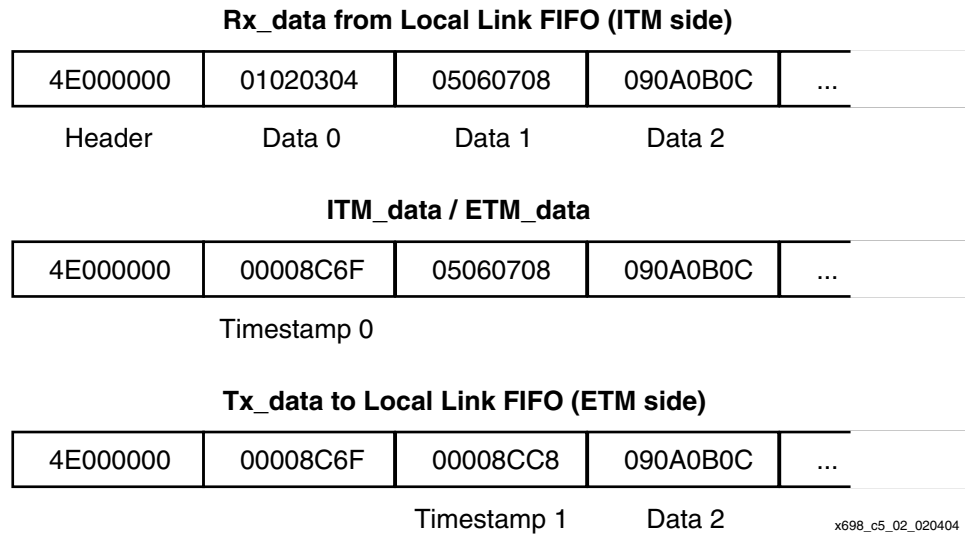 Rx_data from Local Link FIFO (ITM side)
4E000000 01020304 05060708 090A0B0C ...
Header Data 0 Data 1 Data 2
ITM_data / ETM_data
4E000000 00008C6F 05060708 090A0B0C ...
Timestamp 0
Tx_data to Local Link FIFO (ETM side)
4E000000 00008C6F 00008CC8 090A0B0C ...
Timestamp 1 Data 2 x698_c5_02_020404